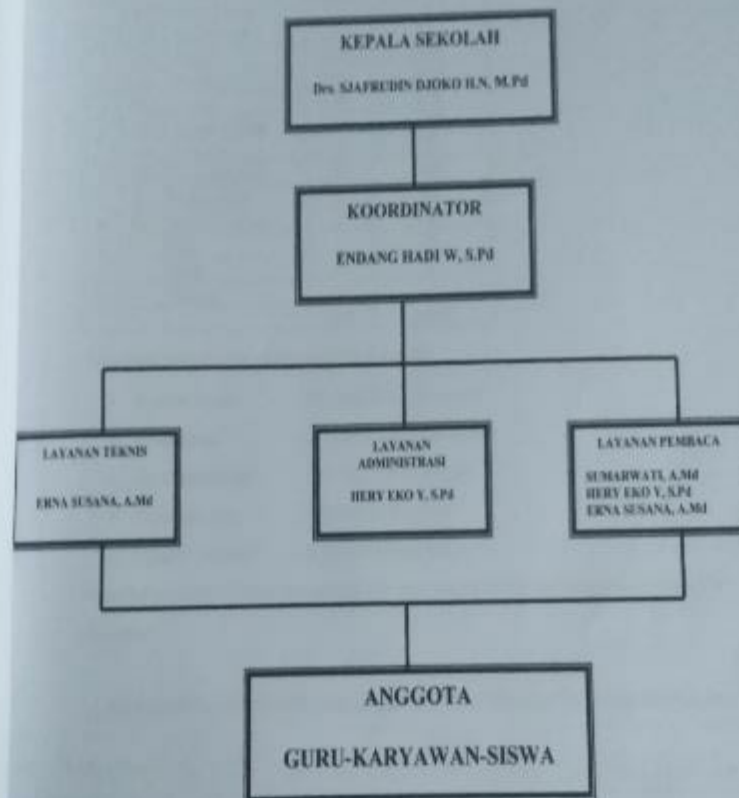 KEPALA SEKOLAH
Drs. SJAFRUDIN DJOKO H.N, M.Pd
KOORDINATOR
ENDANG HADI W, S.Pd
LAYANAN TEKNIS
ERNA SUSANA, A.Md
LAYANAN
ADMINISTRASI
HERY EKO Y, S.Pd
LAYANAN PEMBACA
SUMARWATI, A.Md
HERY EKO Y, S.Pd
ERNA SUSANA, A.Md
ANGGOTA
GURU-KARYAWAN-SISWA